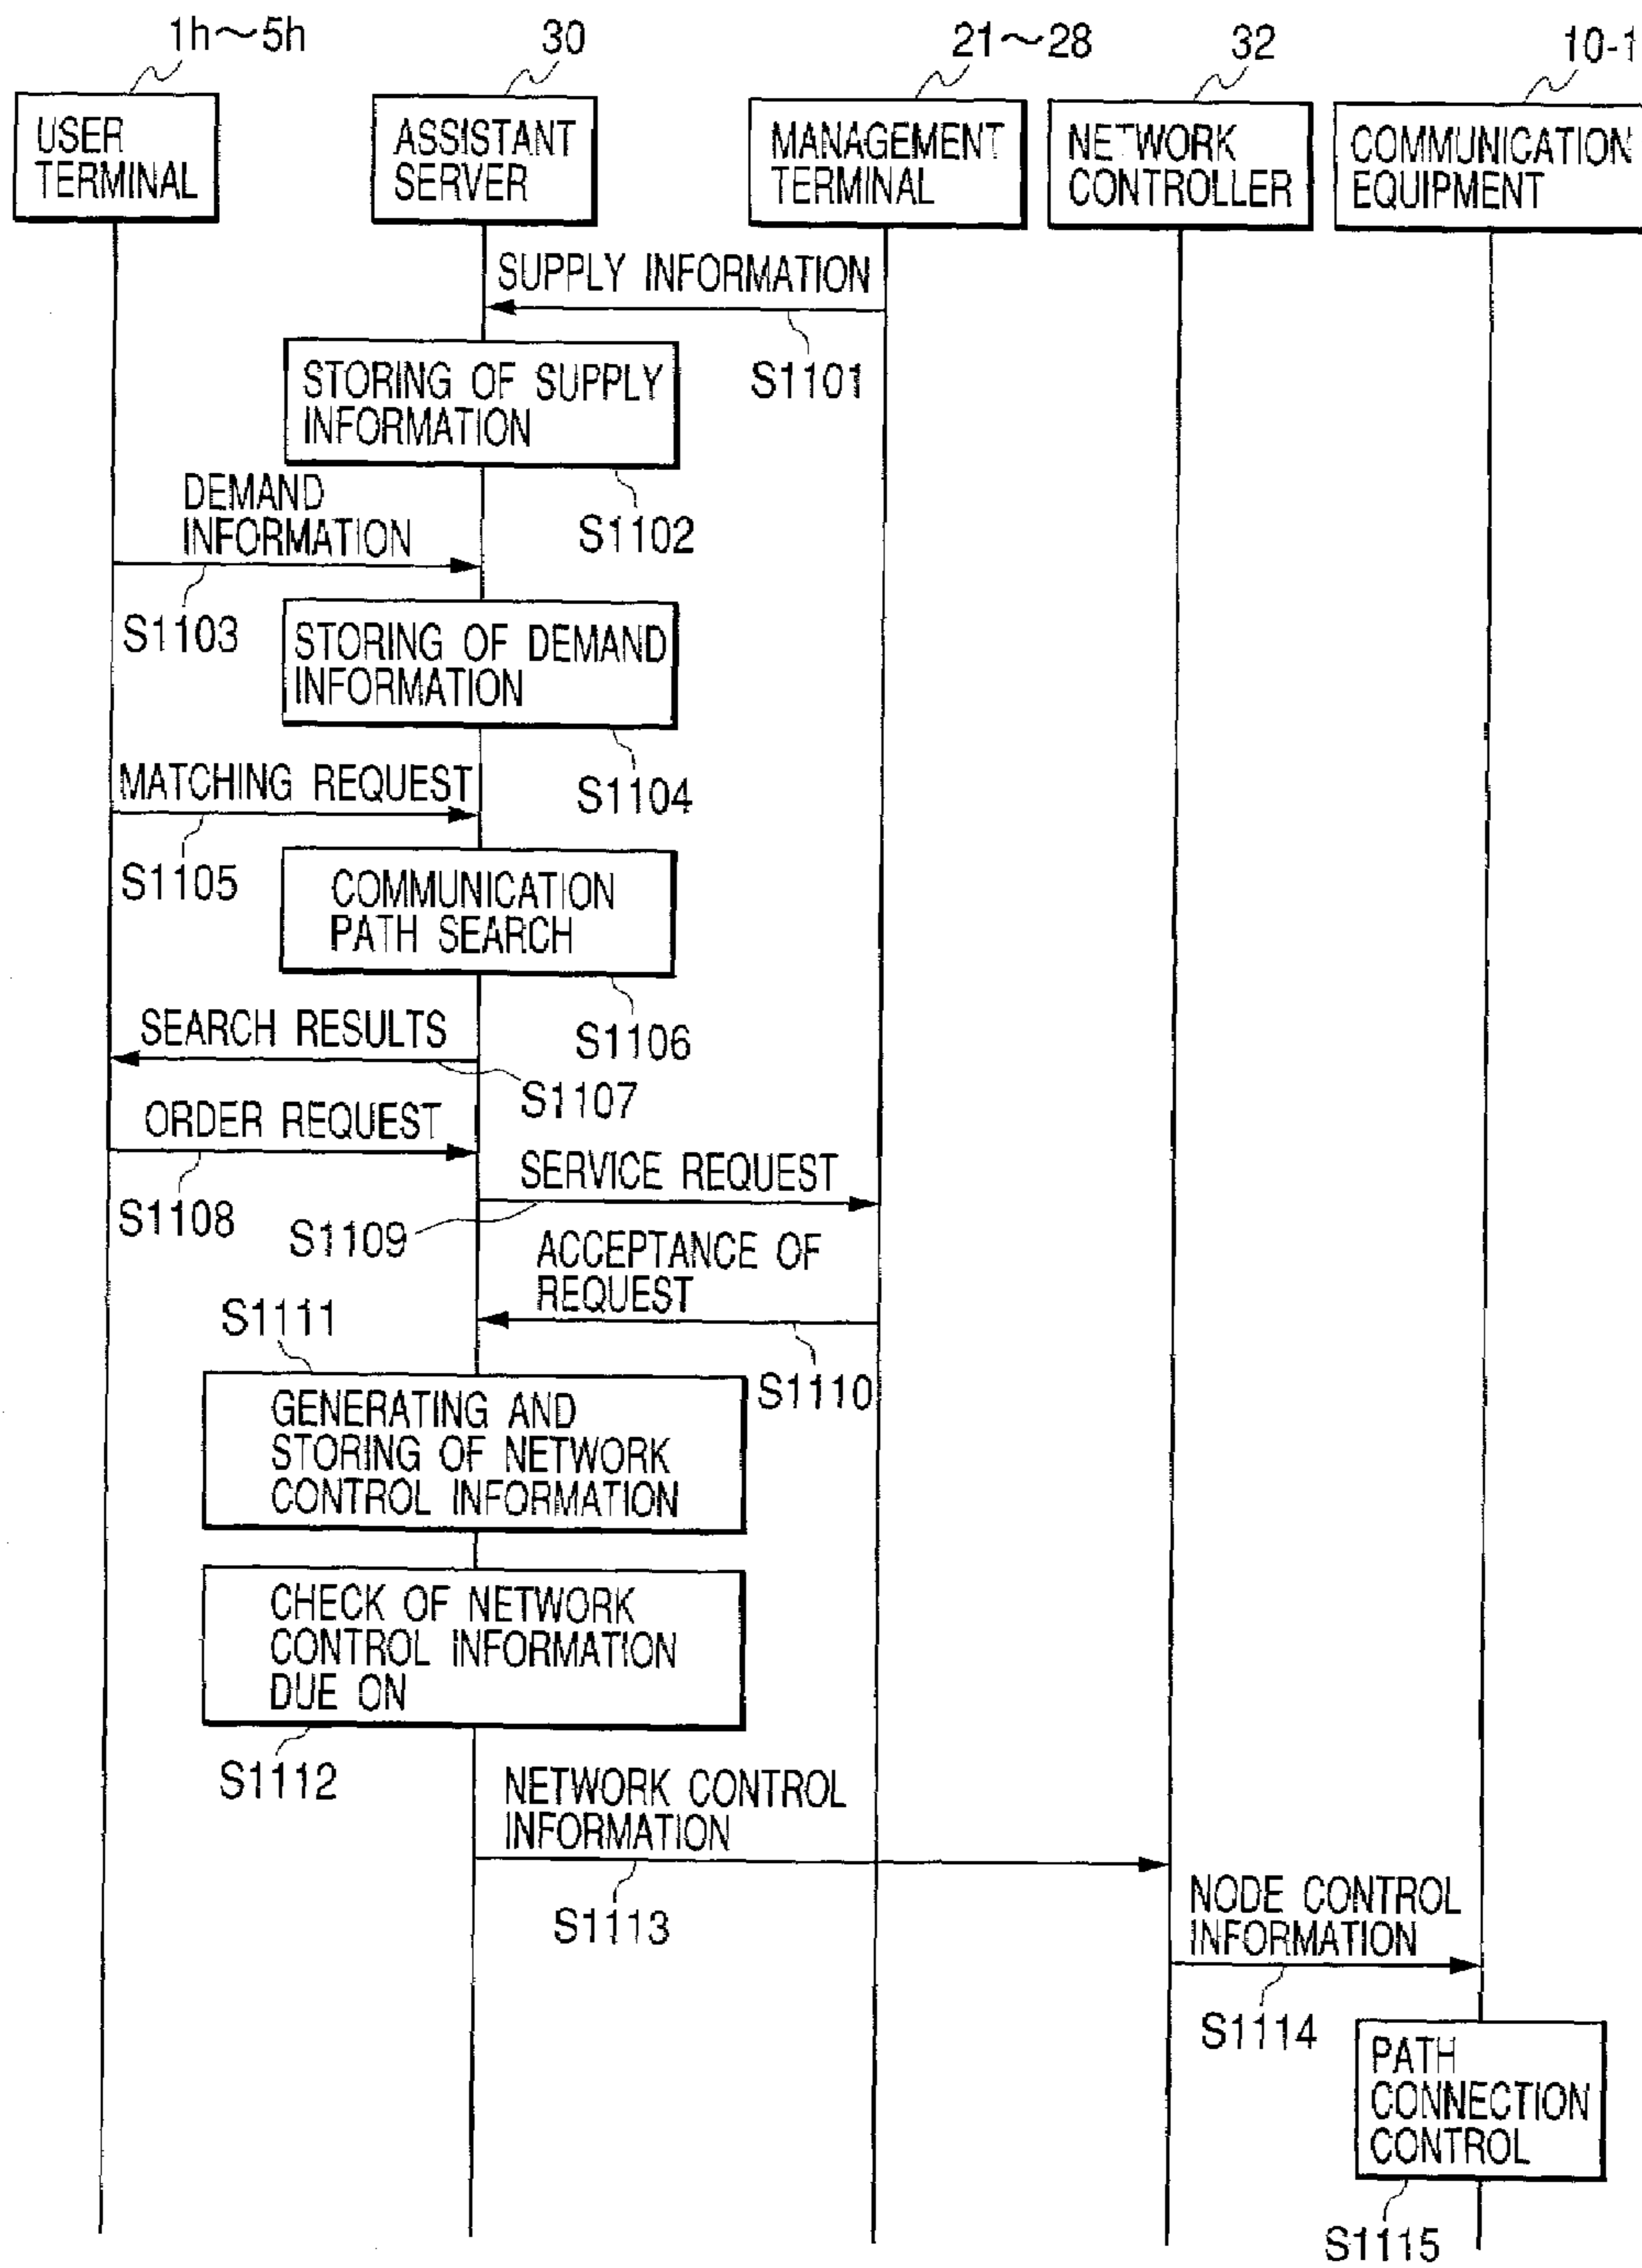 1h～5h
30
21～28
32
10-1
USER
TERMINAL
ASSISTANT
SERVER
MANAGEMENT
TERMINAL
NETWORK
CONTROLLER
COMMUNICATION
EQUIPMENT
SUPPLY INFORMATION
S1101
STORING OF SUPPLY
INFORMATION
S1102
DEMAND
INFORMATION
S1103
STORING OF DEMAND
INFORMATION
S1104
MATCHING REQUEST
S1105
COMMUNICATION
PATH SEARCH
S1106
SEARCH RESULTS
S1107
ORDER REQUEST
S1108
SERVICE REQUEST
S1109
ACCEPTANCE OF
REQUEST
S1110
S1111
GENERATING AND
STORING OF NETWORK
CONTROL INFORMATION
CHECK OF NETWORK
CONTROL INFORMATION
DUE ON
S1112
NETWORK CONTROL
INFORMATION
S1113
NODE CONTROL
INFORMATION
S1114
PATH
CONNECTION
CONTROL
S1115